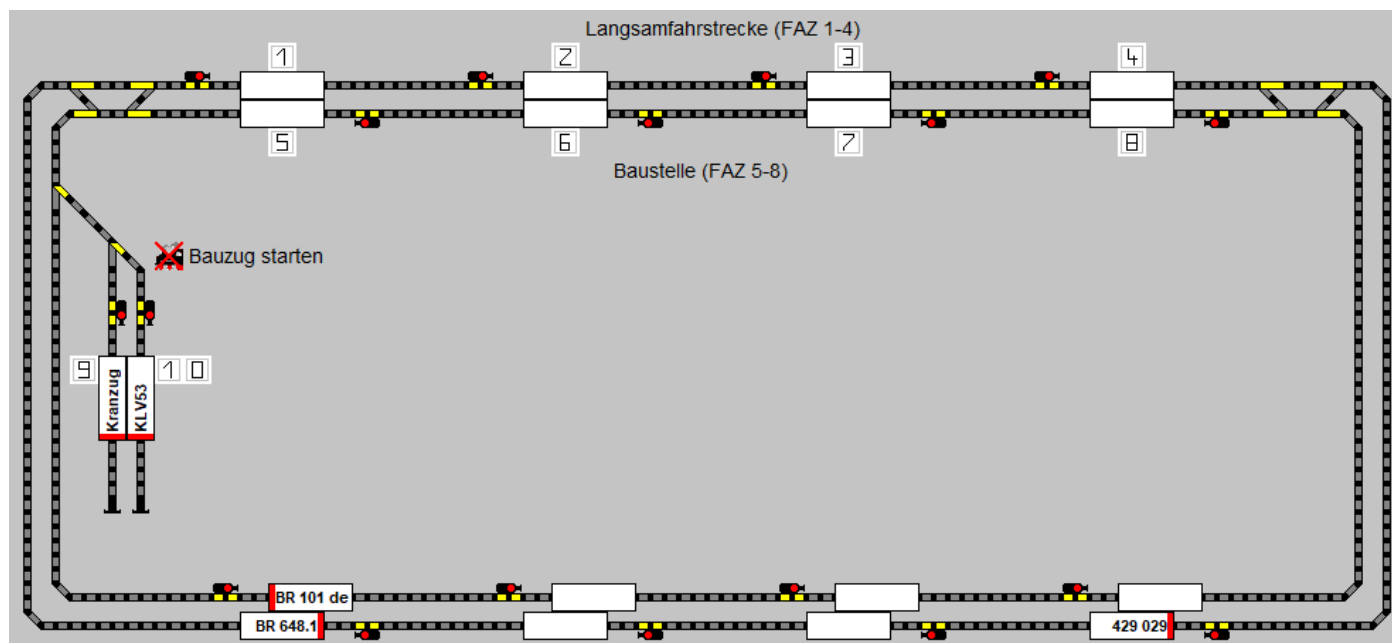 Langsamfahrstrecke (FAZ 1-4)
1 2 3 4
5 6 7 8
Baustelle (FAZ 5-8)
Bauzug starten
9 Kranzug KLV53 10
BR 101 de
BR 648.1 429 029